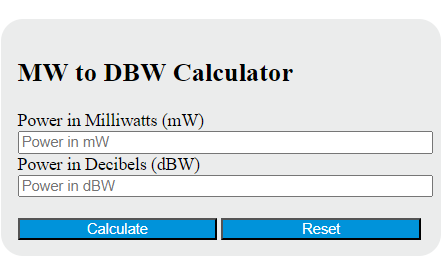 MW to DBW Calculator
Power in Milliwatts (mW)
Power in mW
Power in Decibels (dBW)
Power in dBW
Calculate Reset